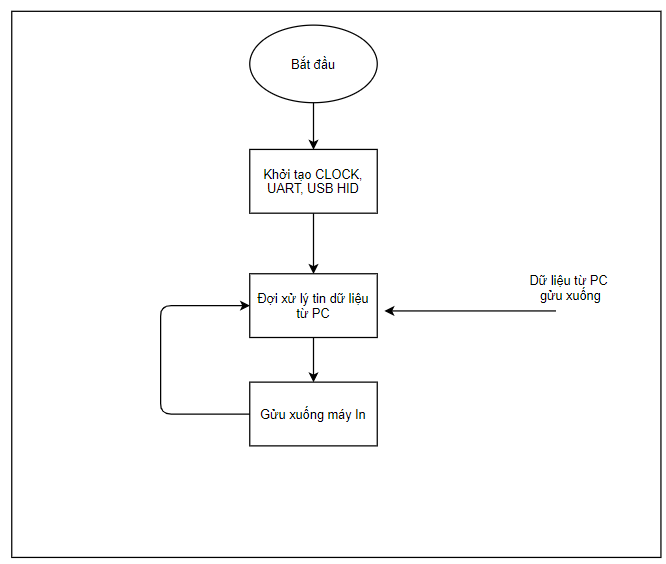 Bắt đầu
Khởi tạo CLOCK,
UART, USB HID
Đợi xử lý tin dữ liệu
từ PC
Dữ liệu từ PC
gửu xuống
Gửu xuống máy In